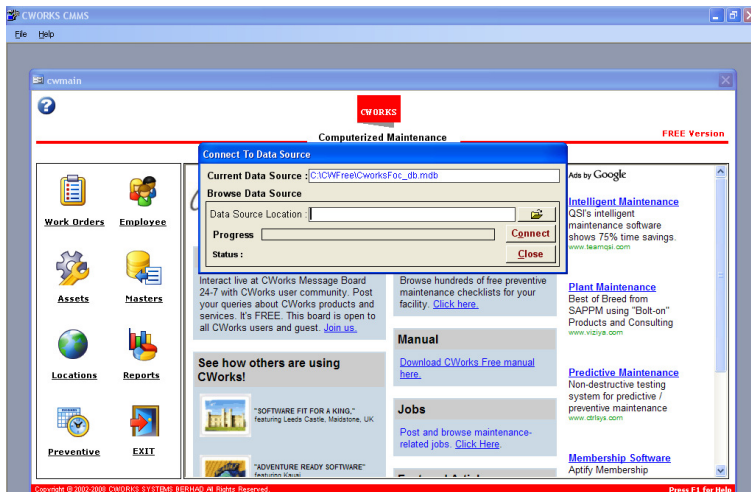 CWORKS CMMS
File Help
cwmain
CWORKS
Computerized Maintenance
FREE Version
Connect To Data Source
Current Data Source : C:\CWFree\CworksFoc_db.mdb
Browse Data Source
Data Source Location :
Progress
Connect
Status :
Close
Work Orders
Employee
Assets
Masters
Locations
Reports
Preventive
EXIT
Interact live at CWorks Message Board
24-7 with CWorks user community. Post
your queries about CWorks products and
services. It's FREE. This board is open to
all CWorks users and guest. Join us.
See how others are using
CWorks!
"SOFTWARE FIT FOR A KING,"
featuring Leeds Castle, Maidstone, UK
"ADVENTURE READY SOFTWARE"
featuring Kauai
Browse hundreds of free preventive
maintenance checklists for your
facility. Click here.
Manual
Download CWorks Free manual
here.
Jobs
Post and browse maintenance-
related jobs. Click Here.
Ads by Google
Intelligent Maintenance
QSI's intelligent
maintenance software
shows 75% time savings.
www.teamqsi.com
Plant Maintenance
Best of Breed from
SAPPM using "Bolt-on"
Products and Consulting
www.viziya.com
Predictive Maintenance
Non-destructive testing
system for predictive /
preventive maintenance
www.ctrlsys.com
Membership Software
Aptify Membership
Copyright @ 2002-2008 CWORKS SYSTEMS BERHAD All Rights Reserved.
Press F1 for Help